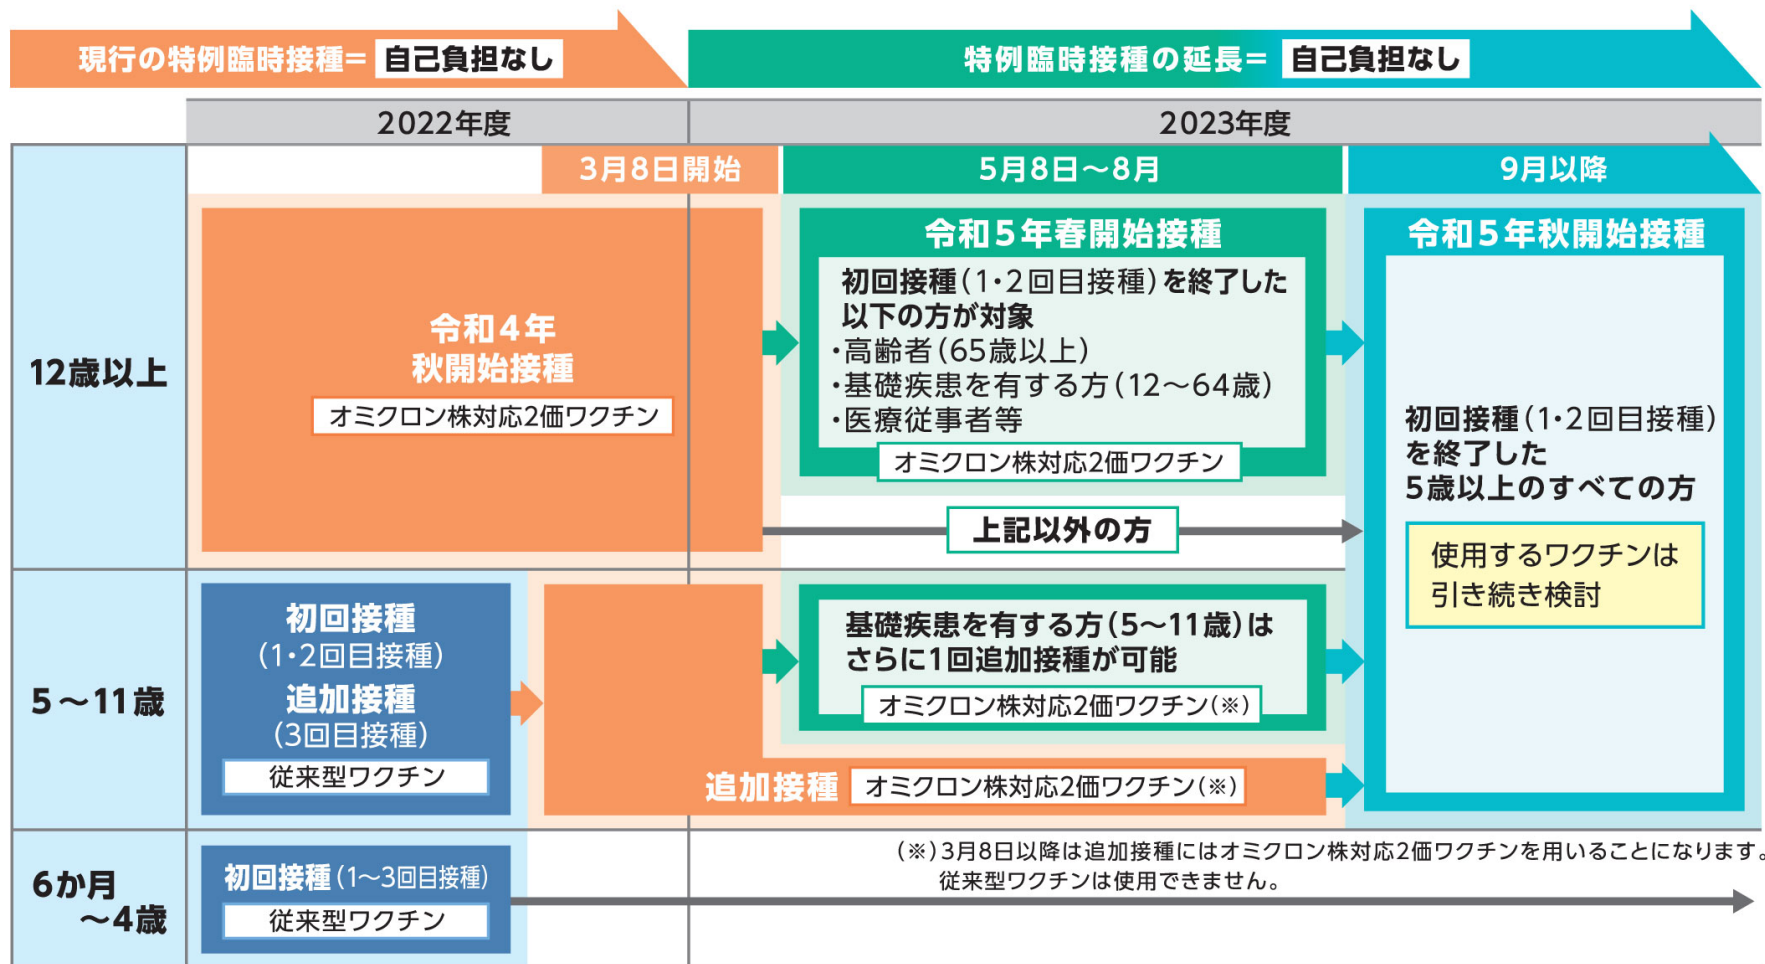 現行の特例臨時接種= 自己負担なし
特例臨時接種の延長= 自己負担なし
2022年度
2023年度
3月8日開始
5月8日～8月
9月以降
12歳以上
令和4年
秋開始接種
オミクロン株対応2価ワクチン
令和5年春開始接種
初回接種(1・2回目接種)を終了した
以下の方が対象
・高齢者(65歳以上)
・基礎疾患を有する方(12～64歳)
・医療従事者等
オミクロン株対応2価ワクチン
上記以外の方
令和5年秋開始接種
初回接種(1・2回目接種)
を終了した
5歳以上のすべての方
使用するワクチンは
引き続き検討
5～11歳
初回接種
(1・2回目接種)
追加接種
(3回目接種)
従来型ワクチン
基礎疾患を有する方(5～11歳)は
さらに1回追加接種が可能
オミクロン株対応2価ワクチン(※)
追加接種 オミクロン株対応2価ワクチン(※)
6か月
～4歳
初回接種(1～3回目接種)
従来型ワクチン
(※)3月8日以降は追加接種にはオミクロン株対応2価ワクチンを用いることになります。
従来型ワクチンは使用できません。